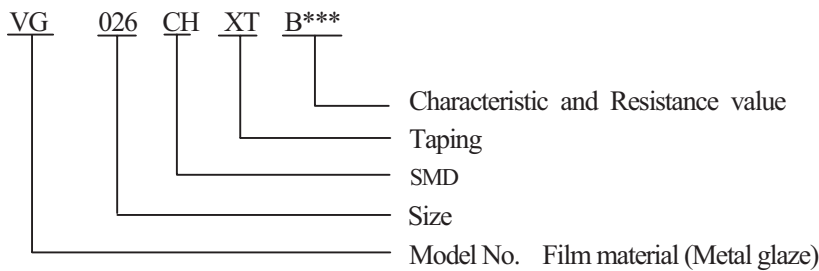 VG 026 CH XT B***
Characteristic and Resistance value
Taping
SMD
Size
Model No. Film material (Metal glaze)